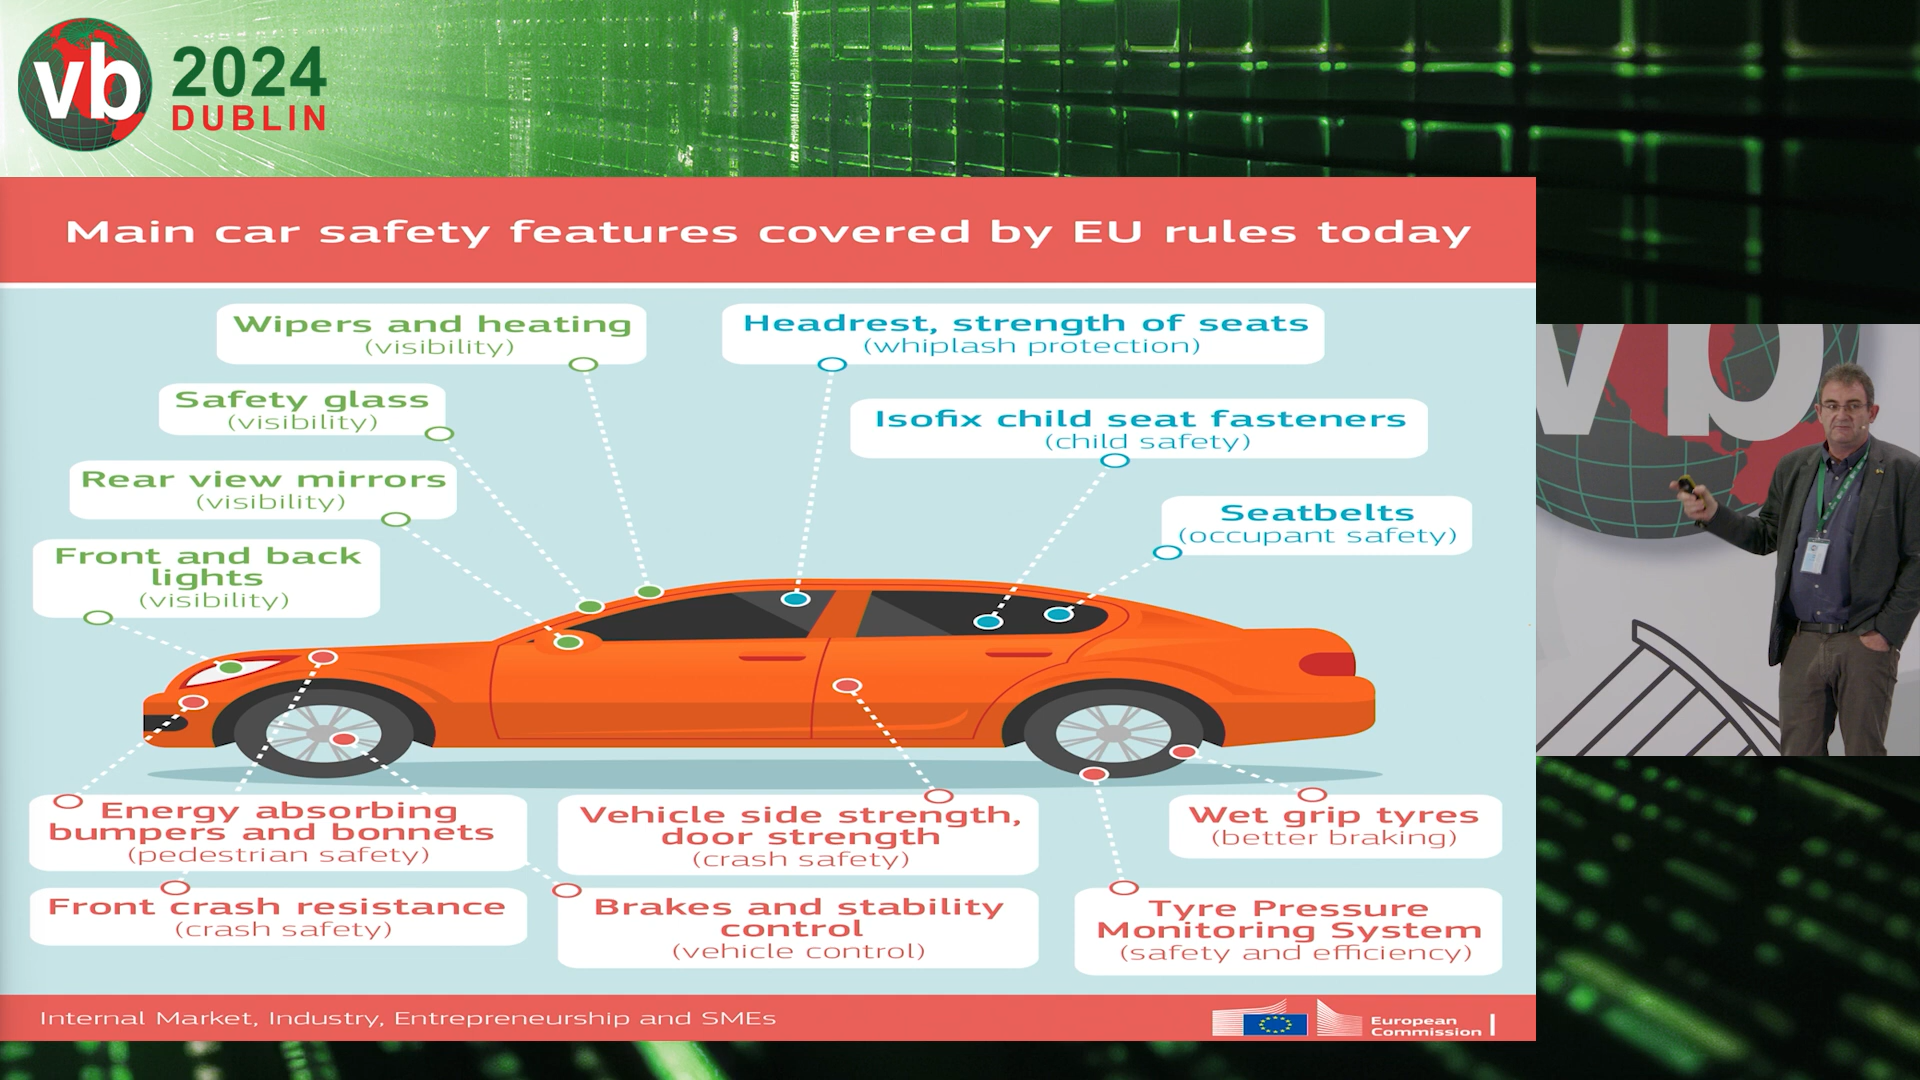 vb
2024
DUBLIN
Main car safety features covered by EU rules today
Wipers and heating
(visibility)
Headrest, strength of seats
(whiplash protection)
Safety glass
(visibility)
Isofix child seat fasteners
(child safety)
Rear view mirrors
(visibility)
Seatbelts
(occupant safety)
Front and back
lights
(visibility)
vb
Energy absorbing
bumpers and bonnets
(pedestrian safety)
Vehicle side strength,
door strength
(crash safety)
Wet grip tyres
(better braking)
Front crash resistance
(crash safety)
Brakes and stability
control
(vehicle control)
Tyre Pressure
Monitoring System
(safety and efficiency)
Internal Market, Industry, Entrepreneurship and SMEs
European
Commission